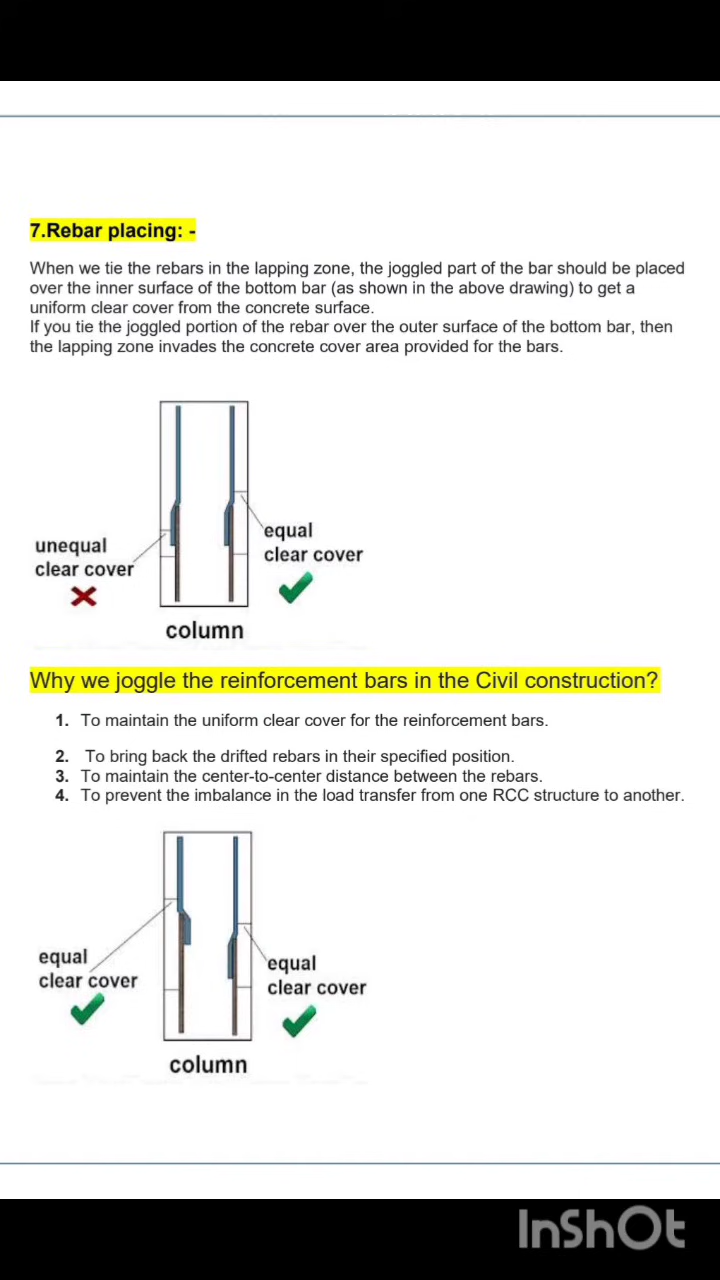 7.Rebar placing: -
When we tie the rebars in the lapping zone, the joggled part of the bar should be placed
over the inner surface of the bottom bar (as shown in the above drawing) to get a
uniform clear cover from the concrete surface.
If you tie the joggled portion of the rebar over the outer surface of the bottom bar, then
the lapping zone invades the concrete cover area provided for the bars.
unequal
clear cover
equal
clear cover
column
Why we joggle the reinforcement bars in the Civil construction?
1. To maintain the uniform clear cover for the reinforcement bars.
2. To bring back the drifted rebars in their specified position.
3. To maintain the center-to-center distance between the rebars.
4. To prevent the imbalance in the load transfer from one RCC structure to another.
equal
clear cover
equal
clear cover
column
InShOt